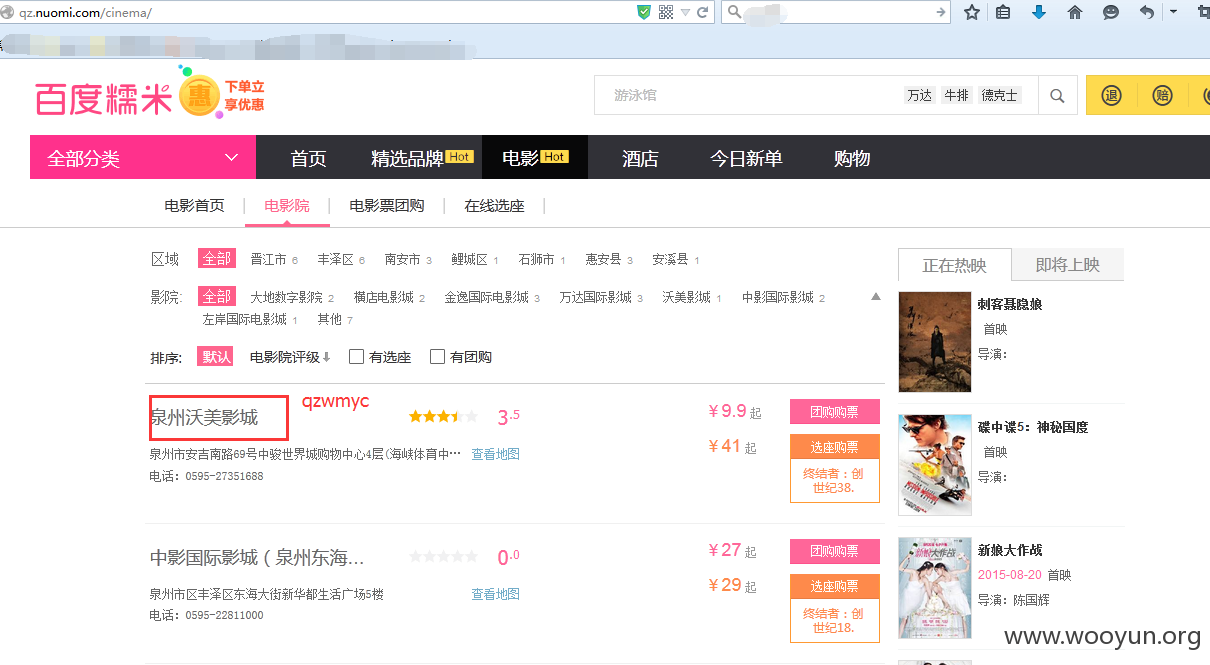 qz.nuomi.com/cinema/
百度糯米
惠
下单立
享优惠
游泳馆
万达 牛排 德克士
退 赔
全部分类 首页 精选品牌 Hot 电影 Hot 酒店 今日新单 购物
电影首页 电影院 电影票团购 在线选座
区域 全部 晋江市 6 丰泽区 6 南安市 3 鲤城区 1 石狮市 1 惠安县 3 安溪县 1
影院: 全部 大地数字影院 2 横店电影城 2 金逸国际电影城 3 万达国际影城 3 沃美影城 1 中影国际影城 2
左岸国际电影城 1 其他 7
排序: 默认 电影院评级 有选座 有团购
泉州沃美影城 qzwmyc 3.5
¥9.9起 团购购票
¥41起 选座购票
泉州市安吉南路69号中骏世界城购物中心4层(海峡体育中… 查看地图
电话: 0595-27351688
终结者:创
世纪38.
中影国际影城(泉州东海... 0.0
¥27起 团购购票
¥29起 选座购票
泉州市区丰泽区东海大街新华都生活广场5楼 查看地图
电话: 0595-22811000
终结者:创
世纪18.
正在热映 即将上映
刺客聂隐娘
首映
导演:
碟中谍5:神秘国度
首映
导演:
新娘大作战
2015-08-20 首映
导演: 陈国辉
www.wooyun.org